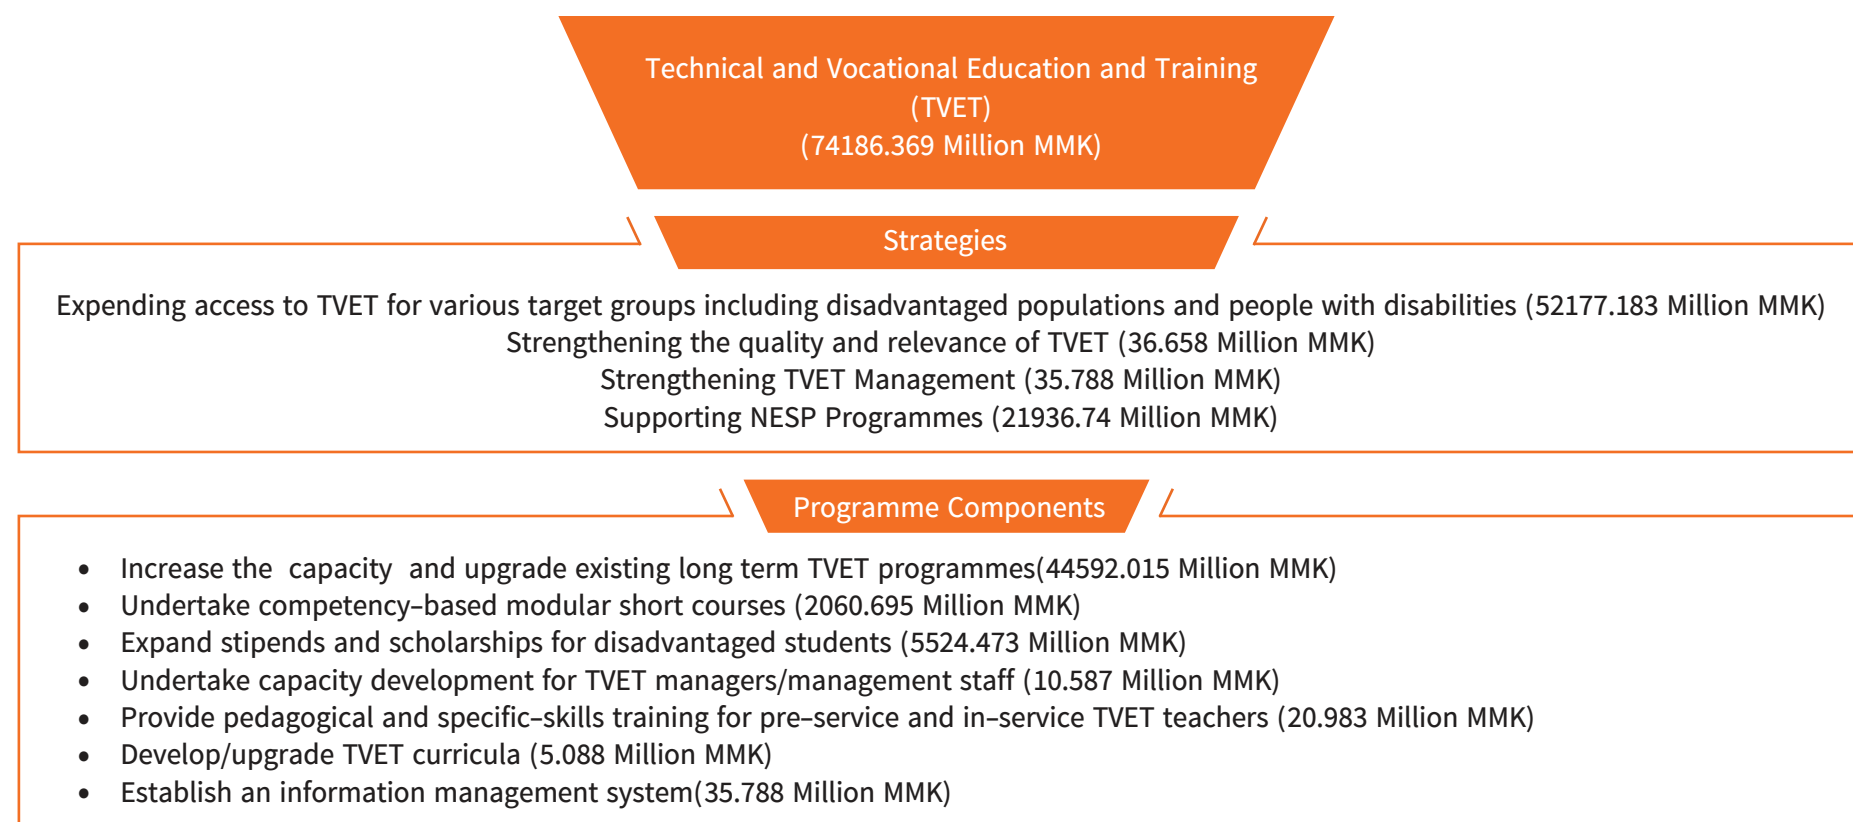 Technical and Vocational Education and Training
(TVET)
(74186.369 Million MMK)
Strategies
Expending access to TVET for various target groups including disadvantaged populations and people with disabilities (52177.183 Million MMK)
Strengthening the quality and relevance of TVET (36.658 Million MMK)
Strengthening TVET Management (35.788 Million MMK)
Supporting NESP Programmes (21936.74 Million MMK)
Programme Components
• Increase the capacity and upgrade existing long term TVET programmes(44592.015 Million MMK)
• Undertake competency-based modular short courses (2060.695 Million MMK)
• Expand stipends and scholarships for disadvantaged students (5524.473 Million MMK)
• Undertake capacity development for TVET managers/management staff (10.587 Million MMK)
• Provide pedagogical and specific-skills training for pre-service and in-service TVET teachers (20.983 Million MMK)
• Develop/upgrade TVET curricula (5.088 Million MMK)
• Establish an information management system(35.788 Million MMK)